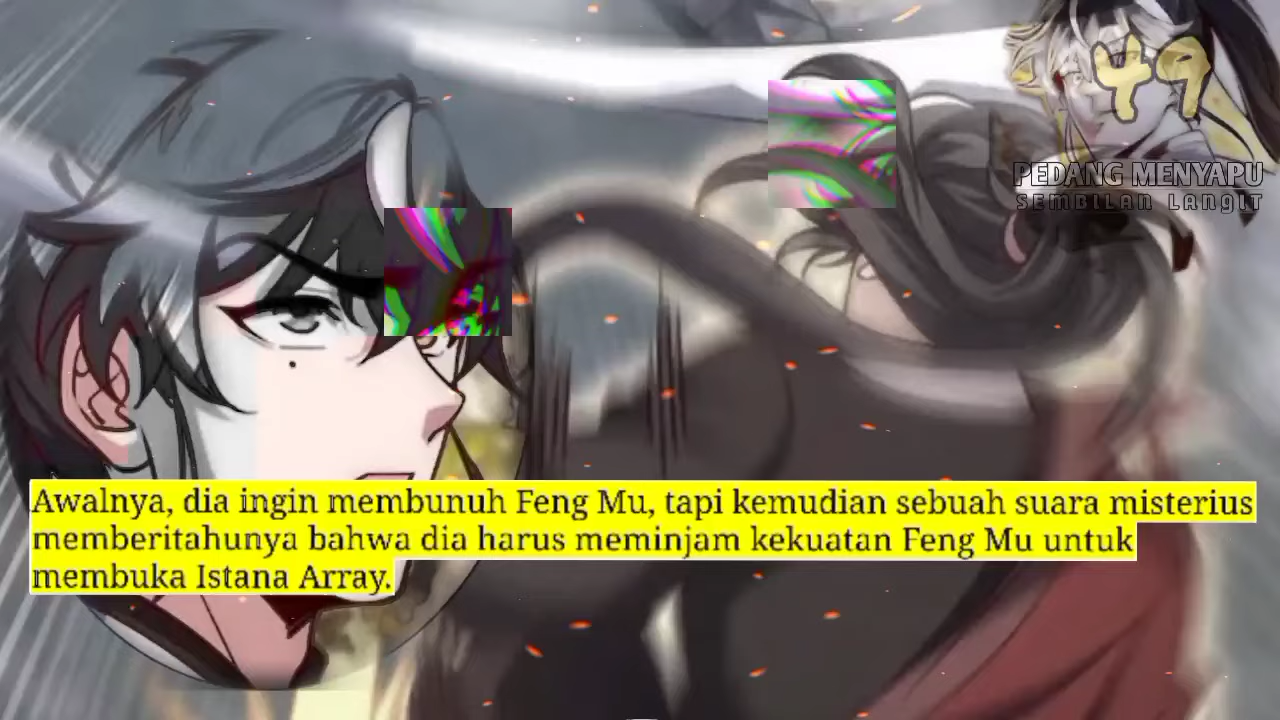 49
PEDANG MENYAPU
SEMBILAN LANGIT
Awalnya, dia ingin membunuh Feng Mu, tapi kemudian sebuah suara misterius
memberitahunya bahwa dia harus meminjam kekuatan Feng Mu untuk
membuka Istana Array.